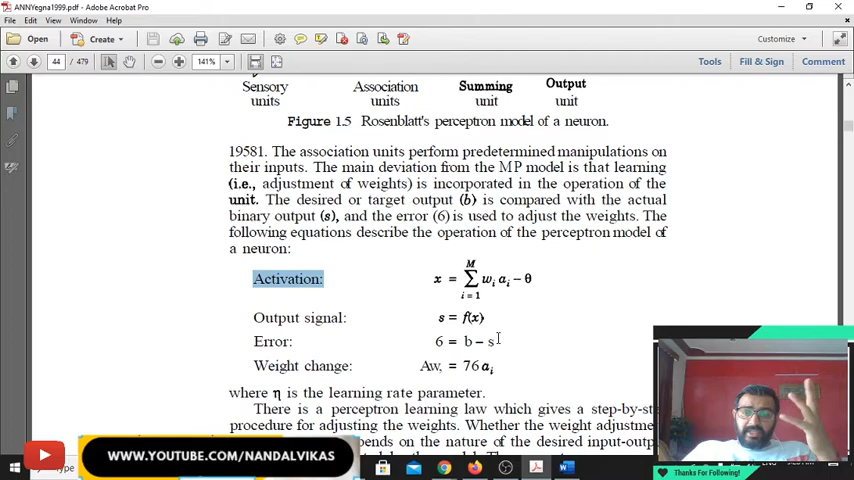 ANNYegna1999.pdf - Adobe Acrobat Pro
File Edit View Window Help
Open Create Customize
44 / 479 141% Tools Fill & Sign Comment
Sensory Association Summing Output
units units unit unit
Figure 1.5 Rosenblatt's perceptron model of a neuron.
19581. The association units perform predetermined manipulations on
their inputs. The main deviation from the MP model is that learning
(i.e., adjustment of weights) is incorporated in the operation of the
unit. The desired or target output (b) is compared with the actual
binary output (s), and the error (6) is used to adjust the weights. The
following equations describe the operation of the perceptron model of
a neuron:
Activation: x = M∑i=1 wi ai − θ
Output signal: s = f(x)
Error: 6 = b − s
Weight change: Aw, = 76 ai
where η is the learning rate parameter.
There is a perceptron learning law which gives a step-by-st
procedure for adjusting the weights. Whether the weight adjustme
pends on the nature of the desired input-outp
WWW.YOUTUBE.COM/NANDALVIKAS
Thanks For Following!